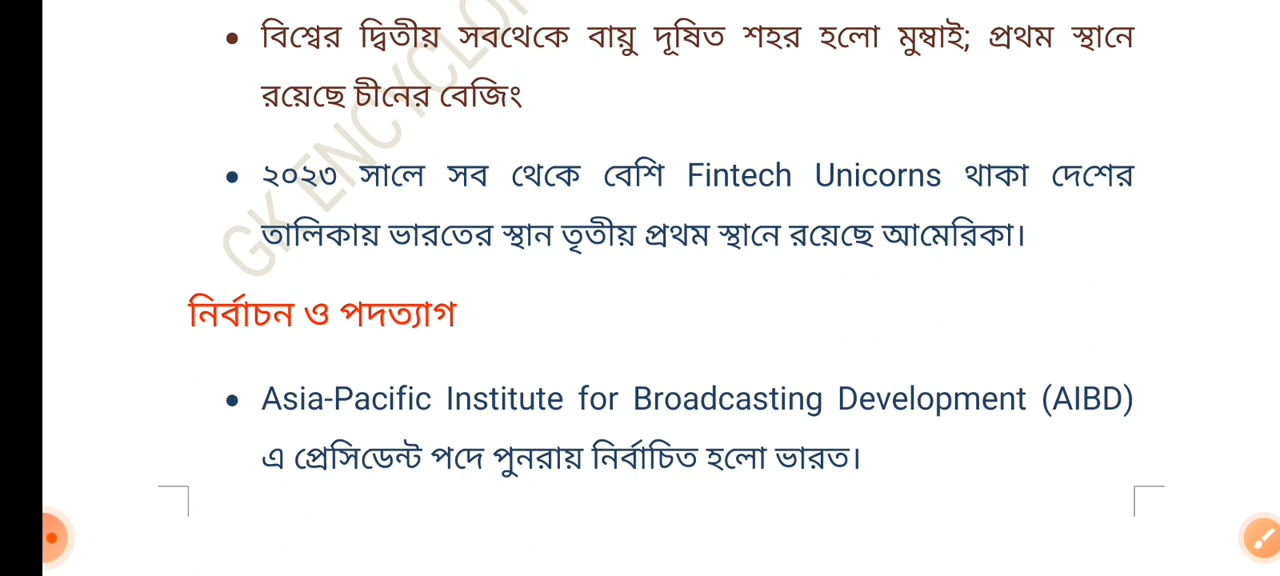 • বিশ্বের দ্বিতীয় সবথেকে বায়ু দূষিত শহর হলো মুম্বাই; প্রথম স্থানে
রয়েছে চীনের বেজিং
• ২০২৩ সালে সব থেকে বেশি Fintech Unicorns থাকা দেশের
তালিকায় ভারতের স্থান তৃতীয় প্রথম স্থানে রয়েছে আমেরিকা।
নির্বাচন ও পদত্যাগ
• Asia-Pacific Institute for Broadcasting Development (AIBD)
এ প্রেসিডেন্ট পদে পুনরায় নির্বাচিত হলো ভারত।
GK